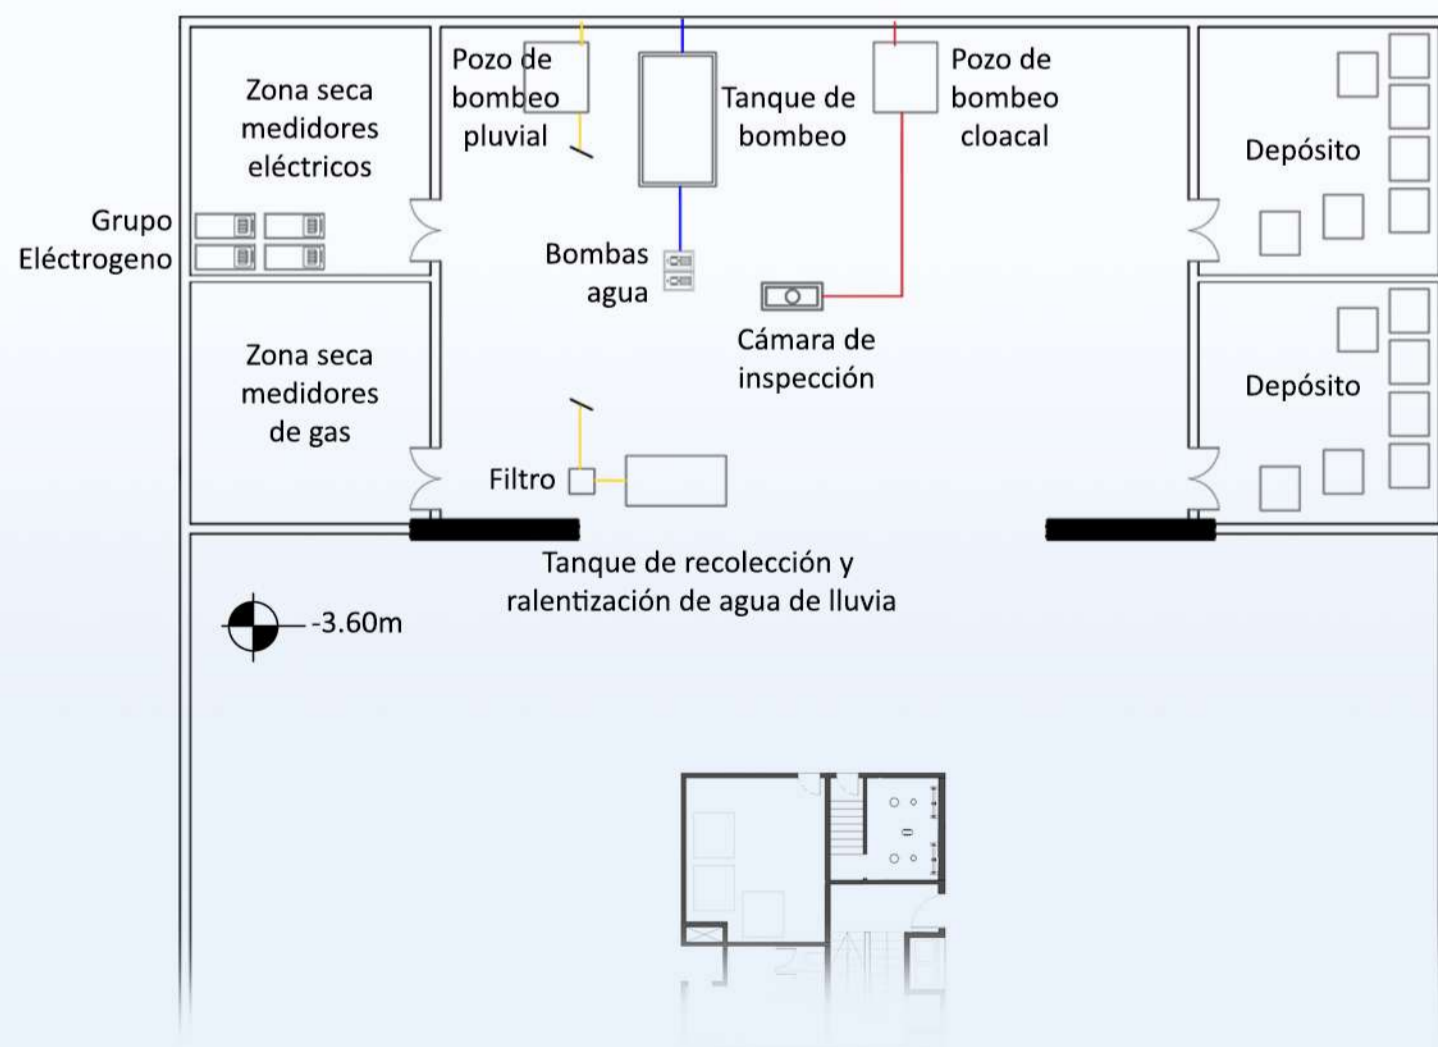 Zona seca
medidores
eléctricos
Pozo de
bombeo
pluvial
Tanque de
bombeo
Pozo de
bombeo
cloacal
Depósito
Grupo
Eléctrogeno
Bombas
agua
Cámara de
inspección
Zona seca
medidores
de gas
Depósito
Filtro
Tanque de recolección y
ralentización de agua de lluvia
-3.60m